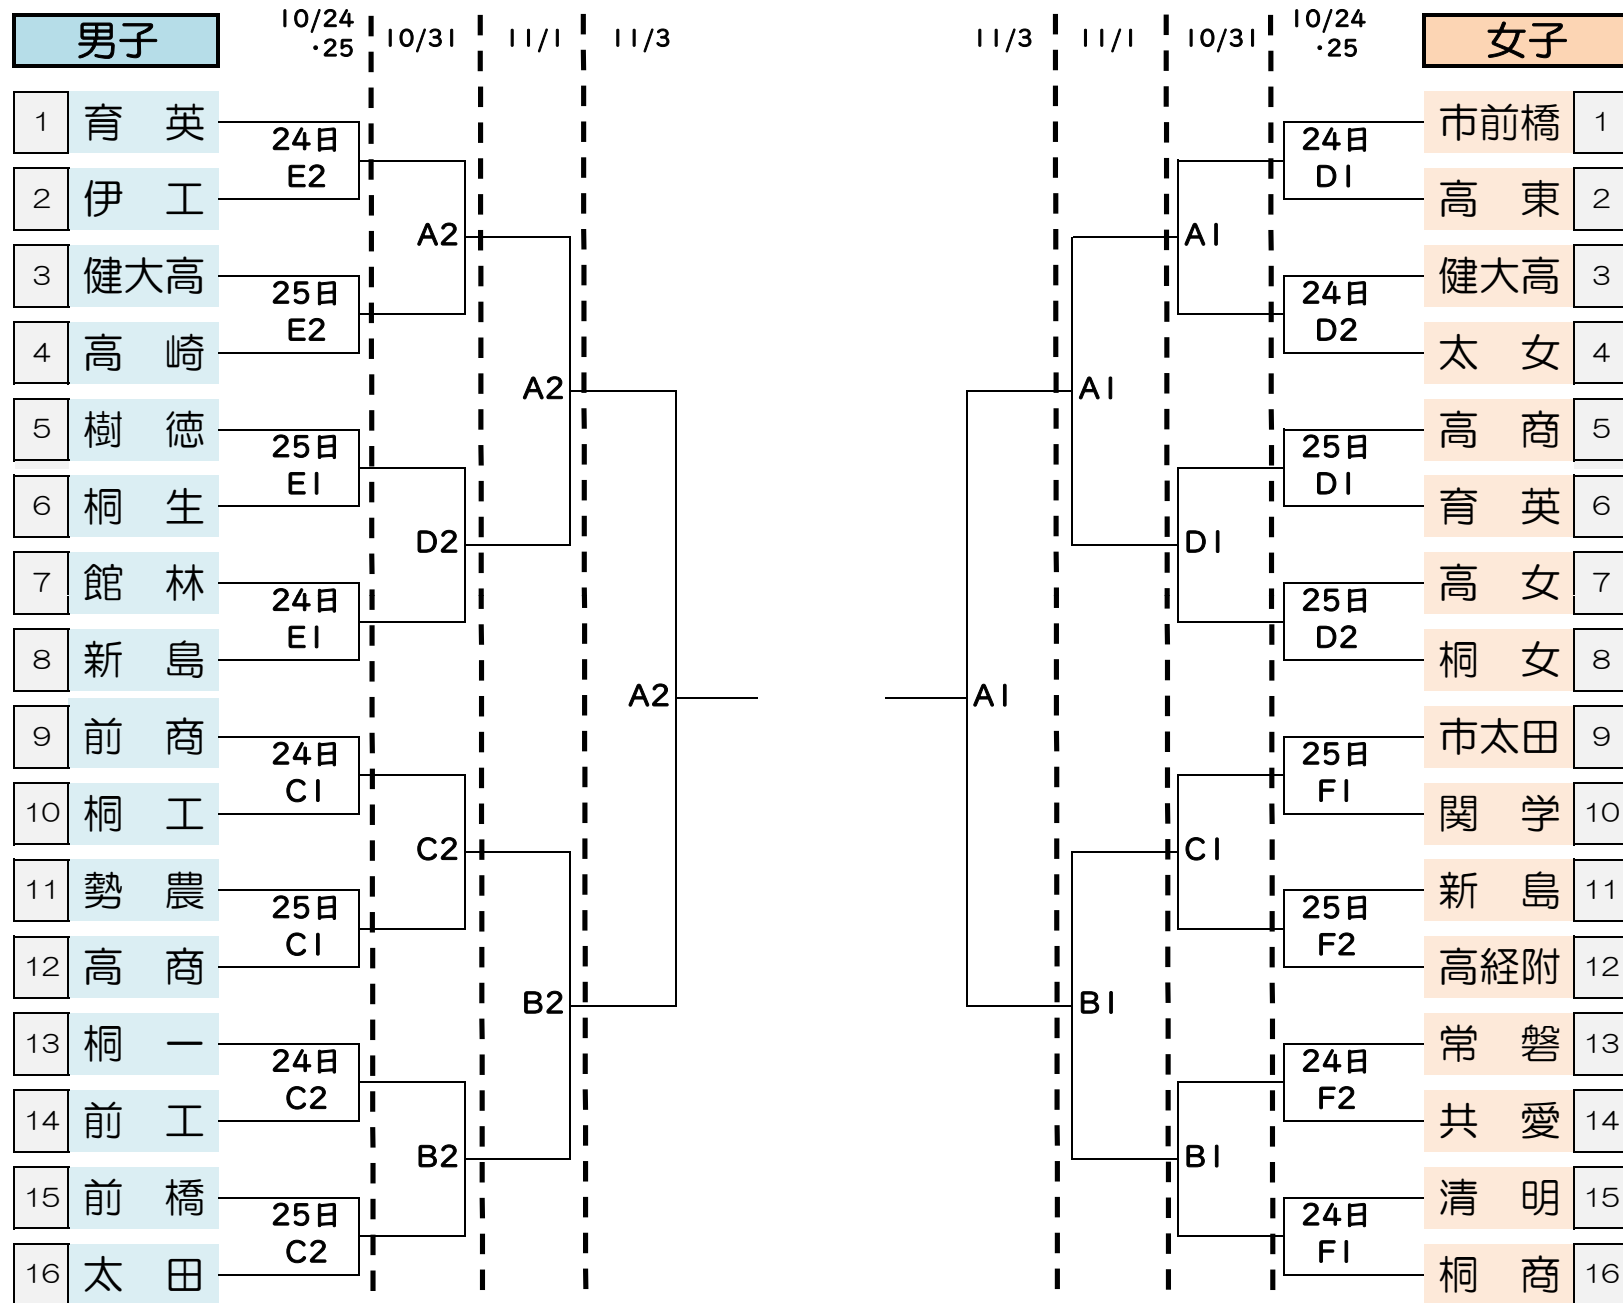 男子 10/24 ・25 10/31 11/1 11/3 11/3 11/1 10/31 10/24 ・25 女子
1 育 英 市前橋 1
24日 E2 24日 D1
2 伊 工 高 東 2
A2 A1
3 健大高 健大高 3
25日 E2 24日 D2
4 高 崎 太 女 4
A2 A1
5 樹 徳 高 商 5
25日 E1 25日 D1
6 桐 生 育 英 6
D2 D1
7 館 林 高 女 7
24日 E1 25日 D2
8 新 島 桐 女 8
A2 A1
9 前 商 市太田 9
24日 C1 25日 F1
10 桐 工 関 学 10
C2 C1
11 勢 農 新 島 11
25日 C1 25日 F2
12 高 商 高経附 12
B2 B1
13 桐 一 常 磐 13
24日 C2 24日 F2
14 前 工 共 愛 14
B2 B1
15 前 橋 清 明 15
25日 C2 24日 F1
16 太 田 桐 商 16